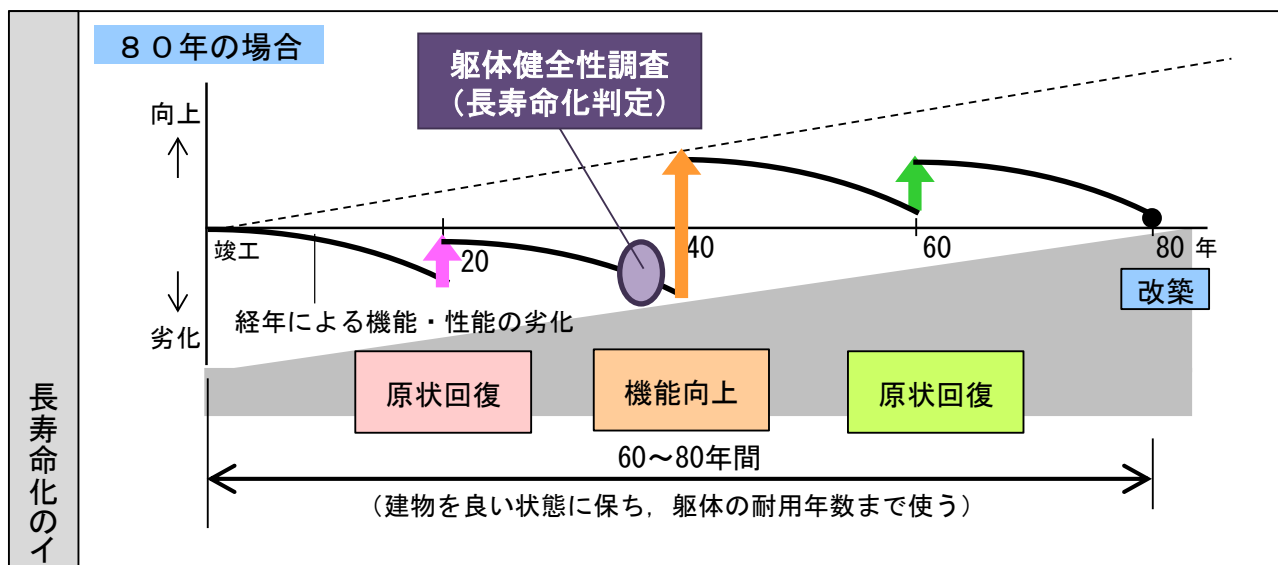 ８０年の場合
躯体健全性調査
（長寿命化判定）
向上
竣工
20
40
60
80 年
改築
経年による機能・性能の劣化
劣化
原状回復
機能向上
原状回復
60～80年間
（建物を良い状態に保ち，躯体の耐用年数まで使う）
長寿命化のイ